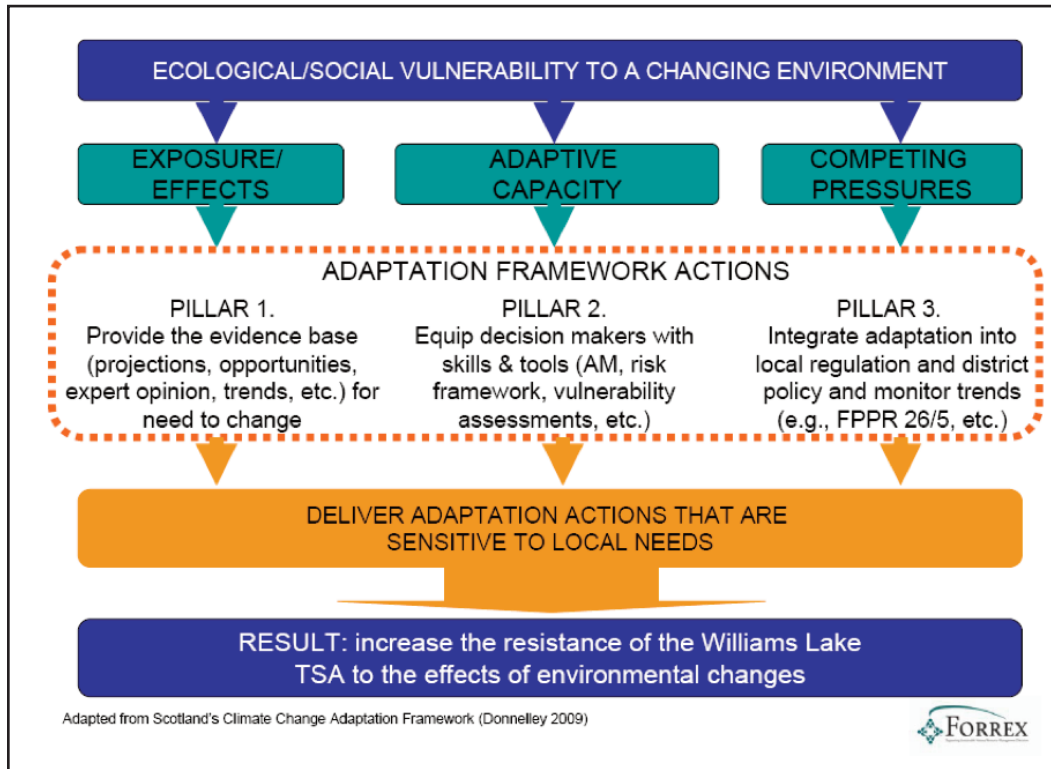 ECOLOGICAL/SOCIAL VULNERABILITY TO A CHANGING ENVIRONMENT
EXPOSURE/
EFFECTS
ADAPTIVE
CAPACITY
COMPETING
PRESSURES
ADAPTATION FRAMEWORK ACTIONS
PILLAR 1.
Provide the evidence base
(projections, opportunities,
expert opinion, trends, etc.) for
need to change
PILLAR 2.
Equip decision makers with
skills & tools (AM, risk
framework, vulnerability
assessments, etc.)
PILLAR 3.
Integrate adaptation into
local regulation and district
policy and monitor trends
(e.g., FPPR 26/5, etc.)
DELIVER ADAPTATION ACTIONS THAT ARE
SENSITIVE TO LOCAL NEEDS
RESULT: increase the resistance of the Williams Lake
TSA to the effects of environmental changes
Adapted from Scotland's Climate Change Adaptation Framework (Donnelley 2009)
FORREX